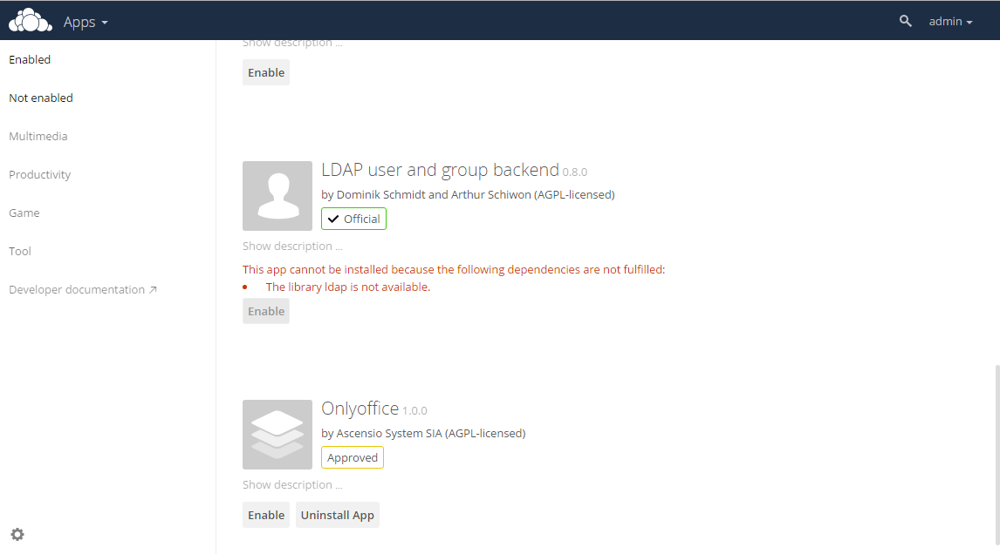 Apps
admin
Enabled
Not enabled
Multimedia
Productivity
Game
Tool
Developer documentation ↗
Show description ...
Enable
LDAP user and group backend 0.8.0
by Dominik Schmidt and Arthur Schiwon (AGPL-licensed)
Official
Show description ...
This app cannot be installed because the following dependencies are not fulfilled:
• The library ldap is not available.
Enable
Onlyoffice 1.0.0
by Ascensio System SIA (AGPL-licensed)
Approved
Show description ...
Enable Uninstall App